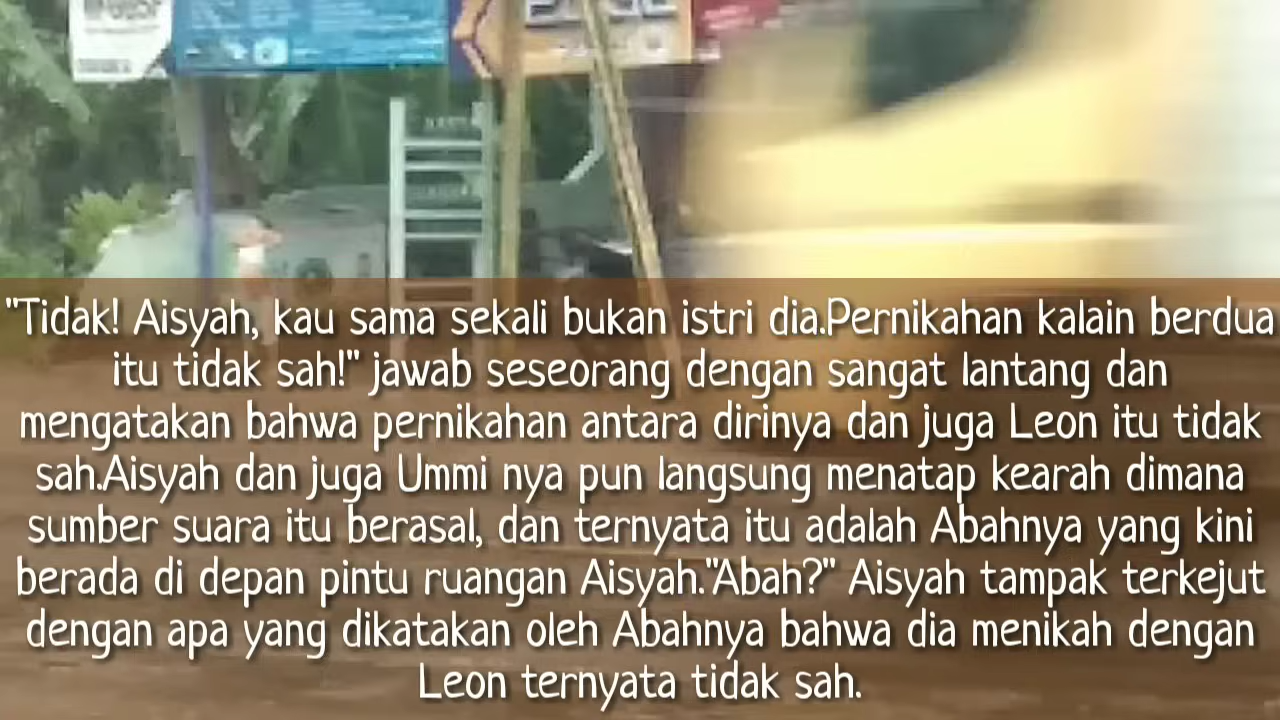 "Tidak! Aisyah, kau sama sekali bukan istri dia.Pernikahan kalain berdua
itu tidak sah!" jawab seseorang dengan sangat lantang dan
mengatakan bahwa pernikahan antara dirinya dan juga Leon itu tidak
sah.Aisyah dan juga Ummi nya pun langsung menatap kearah dimana
sumber suara itu berasal, dan ternyata itu adalah Abahnya yang kini
berada di depan pintu ruangan Aisyah."Abah?" Aisyah tampak terkejut
dengan apa yang dikatakan oleh Abahnya bahwa dia menikah dengan
Leon ternyata tidak sah.